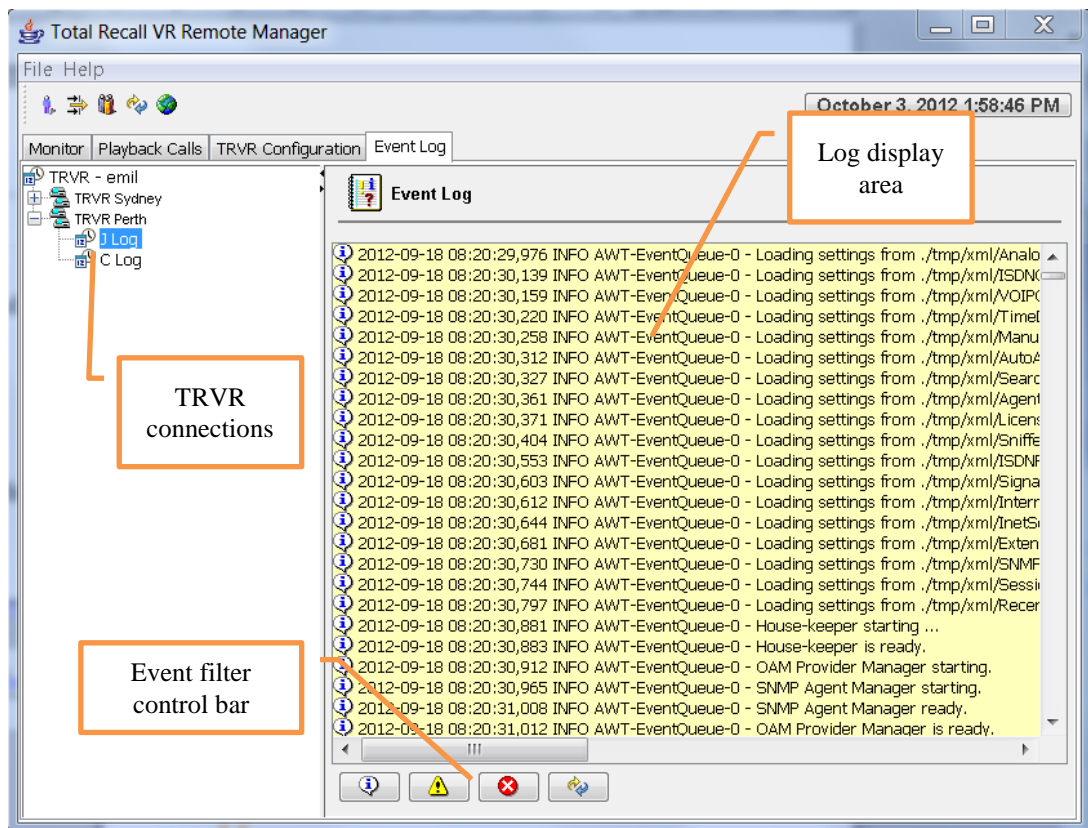 Total Recall VR Remote Manager
File Help
October 3, 2012 1:58:46 PM
Monitor Playback Calls TRVR Configuration Event Log
TRVR - emil
TRVR Sydney
TRVR Perth
J Log
C Log
Event Log
Log display
area
TRVR
connections
Event filter
control bar
2012-09-18 08:20:29,976 INFO AWT-EventQueue-0 - Loading settings from ./tmp/xml/Analo
2012-09-18 08:20:30,139 INFO AWT-EventQueue-0 - Loading settings from ./tmp/xml/ISDN
2012-09-18 08:20:30,159 INFO AWT-EventQueue-0 - Loading settings from ./tmp/xml/VOIP
2012-09-18 08:20:30,220 INFO AWT-EventQueue-0 - Loading settings from ./tmp/xml/Time
2012-09-18 08:20:30,258 INFO AWT-EventQueue-0 - Loading settings from ./tmp/xml/Manu
2012-09-18 08:20:30,312 INFO AWT-EventQueue-0 - Loading settings from ./tmp/xml/AutoA
2012-09-18 08:20:30,327 INFO AWT-EventQueue-0 - Loading settings from ./tmp/xml/Searc
2012-09-18 08:20:30,361 INFO AWT-EventQueue-0 - Loading settings from ./tmp/xml/Agent
2012-09-18 08:20:30,371 INFO AWT-EventQueue-0 - Loading settings from ./tmp/xml/Licens
2012-09-18 08:20:30,404 INFO AWT-EventQueue-0 - Loading settings from ./tmp/xml/Sniffe
2012-09-18 08:20:30,553 INFO AWT-EventQueue-0 - Loading settings from ./tmp/xml/ISDN
2012-09-18 08:20:30,603 INFO AWT-EventQueue-0 - Loading settings from ./tmp/xml/Signa
2012-09-18 08:20:30,612 INFO AWT-EventQueue-0 - Loading settings from ./tmp/xml/Intern
2012-09-18 08:20:30,644 INFO AWT-EventQueue-0 - Loading settings from ./tmp/xml/InetS
2012-09-18 08:20:30,681 INFO AWT-EventQueue-0 - Loading settings from ./tmp/xml/Exten
2012-09-18 08:20:30,730 INFO AWT-EventQueue-0 - Loading settings from ./tmp/xml/SNMP
2012-09-18 08:20:30,744 INFO AWT-EventQueue-0 - Loading settings from ./tmp/xml/Sessi
2012-09-18 08:20:30,797 INFO AWT-EventQueue-0 - Loading settings from ./tmp/xml/Recer
2012-09-18 08:20:30,881 INFO AWT-EventQueue-0 - House-keeper starting ...
2012-09-18 08:20:30,883 INFO AWT-EventQueue-0 - House-keeper is ready.
2012-09-18 08:20:30,912 INFO AWT-EventQueue-0 - OAM Provider Manager starting.
2012-09-18 08:20:30,965 INFO AWT-EventQueue-0 - SNMP Agent Manager starting.
2012-09-18 08:20:31,008 INFO AWT-EventQueue-0 - SNMP Agent Manager ready.
2012-09-18 08:20:31,012 INFO AWT-EventQueue-0 - OAM Provider Manager is ready.